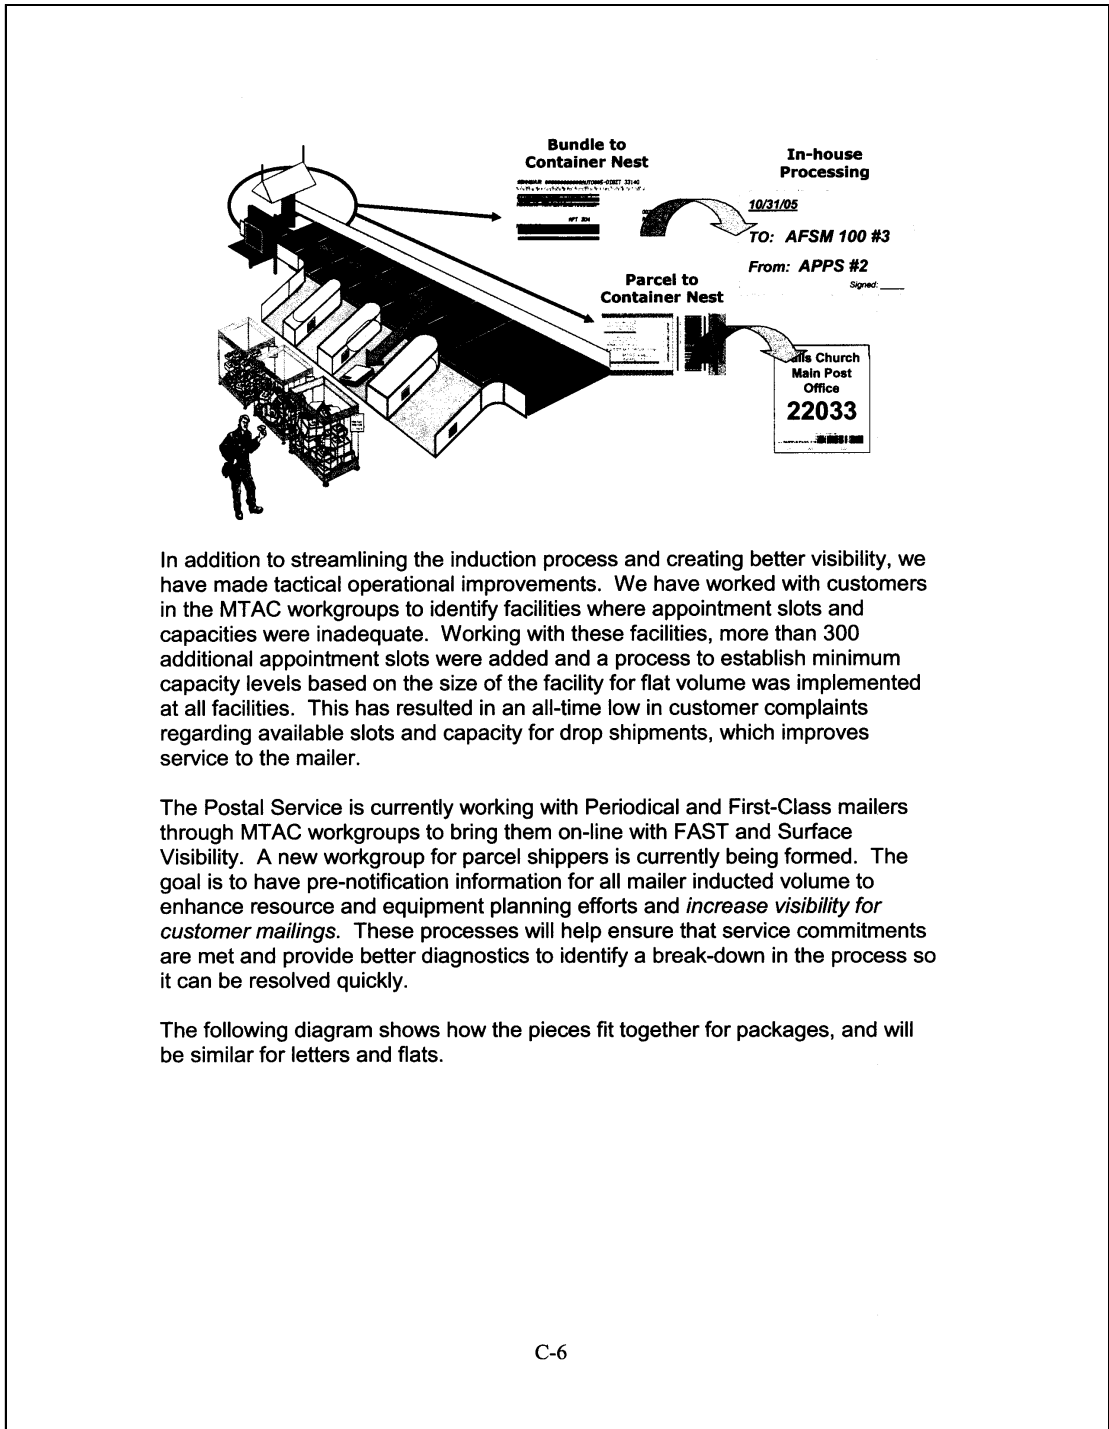 Bundle to
Container Nest
In-house
Processing
10/31/05
TO: AFSM 100 #3
From: APPS #2
Signed:
APT 304
Parcel to
Container Nest
Church
Main Post
Office
22033
In addition to streamlining the induction process and creating better visibility, we
have made tactical operational improvements. We have worked with customers
in the MTAC workgroups to identify facilities where appointment slots and
capacities were inadequate. Working with these facilities, more than 300
additional appointment slots were added and a process to establish minimum
capacity levels based on the size of the facility for flat volume was implemented
at all facilities. This has resulted in an all-time low in customer complaints
regarding available slots and capacity for drop shipments, which improves
service to the mailer.
The Postal Service is currently working with Periodical and First-Class mailers
through MTAC workgroups to bring them on-line with FAST and Surface
Visibility. A new workgroup for parcel shippers is currently being formed. The
goal is to have pre-notification information for all mailer inducted volume to
enhance resource and equipment planning efforts and increase visibility for
customer mailings. These processes will help ensure that service commitments
are met and provide better diagnostics to identify a break-down in the process so
it can be resolved quickly.
The following diagram shows how the pieces fit together for packages, and will
be similar for letters and flats.
C-6